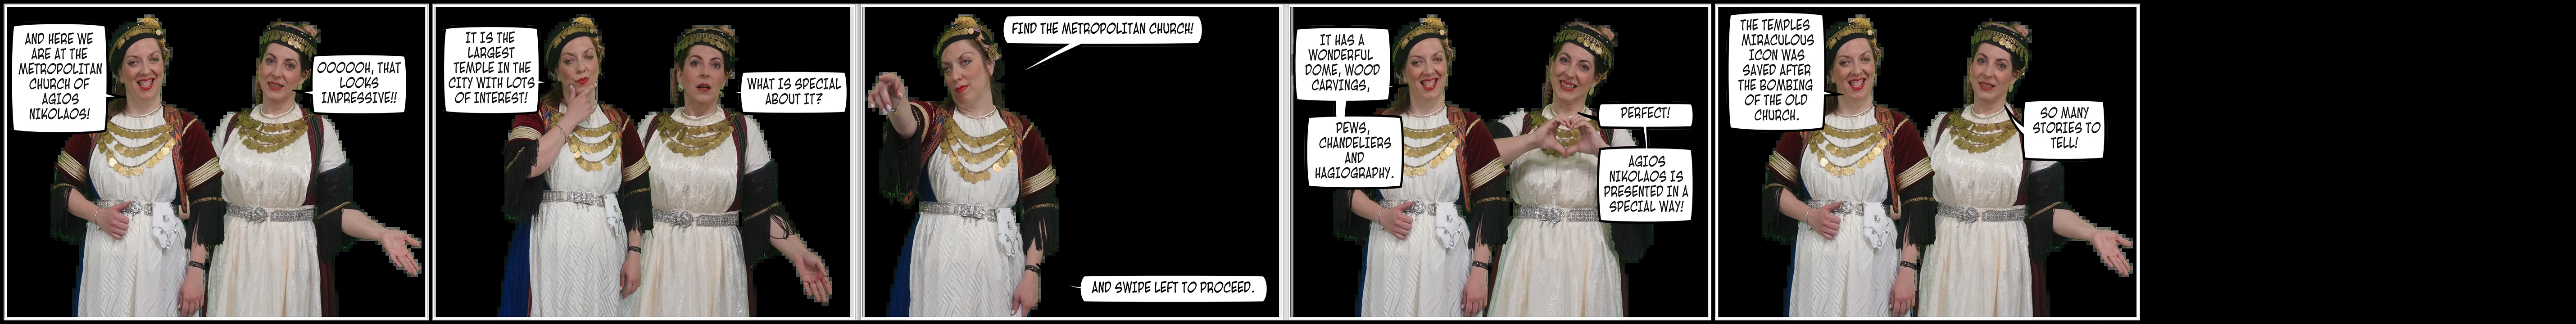 AND HERE WE
ARE AT THE
METROPOLITAN
CHURCH OF
AGIOS
NIKOLAOS!
OOOOOH, THAT
LOOKS
IMPRESSIVE!!
IT IS THE
LARGEST
TEMPLE IN THE
CITY WITH LOTS
OF INTEREST!
WHAT IS SPECIAL
ABOUT IT?
FIND THE METROPOLITAN CHURCH!
AND SWIPE LEFT TO PROCEED.
IT HAS A
WONDERFUL
DOME, WOOD
CARVINGS,
PEWS,
CHANDELIERS
AND
HAGIOGRAPHY.
PERFECT!
AGIOS
NIKOLAOS IS
PRESENTED IN A
SPECIAL WAY!
THE TEMPLES
MIRACULOUS
ICON WAS
SAVED AFTER
THE BOMBING
OF THE OLD
CHURCH.
SO MANY
STORIES TO
TELL!